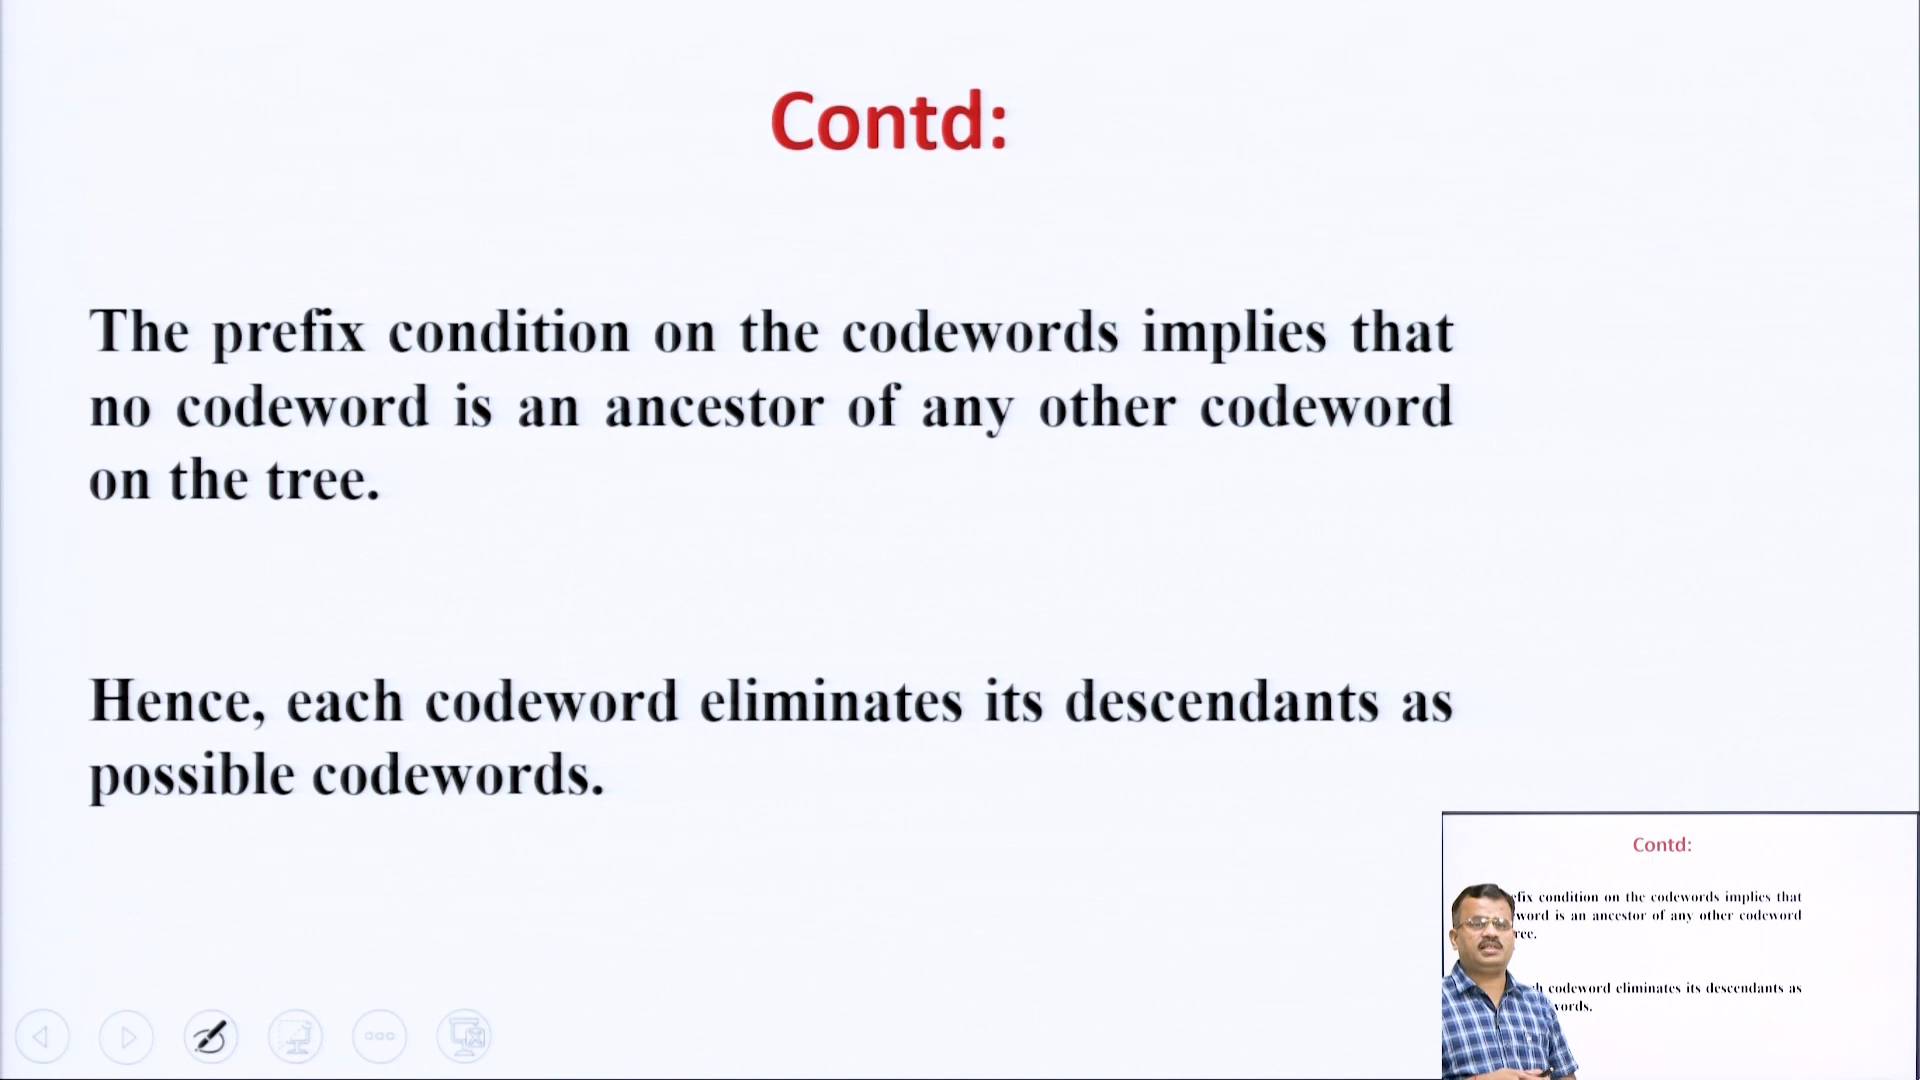 Contd:
The prefix condition on the codewords implies that
no codeword is an ancestor of any other codeword
on the tree.
Hence, each codeword eliminates its descendants as
possible codewords.
Contd:
condition on the codewords implies that
is an ancestor of any other codeword
codeword eliminates its descendants as